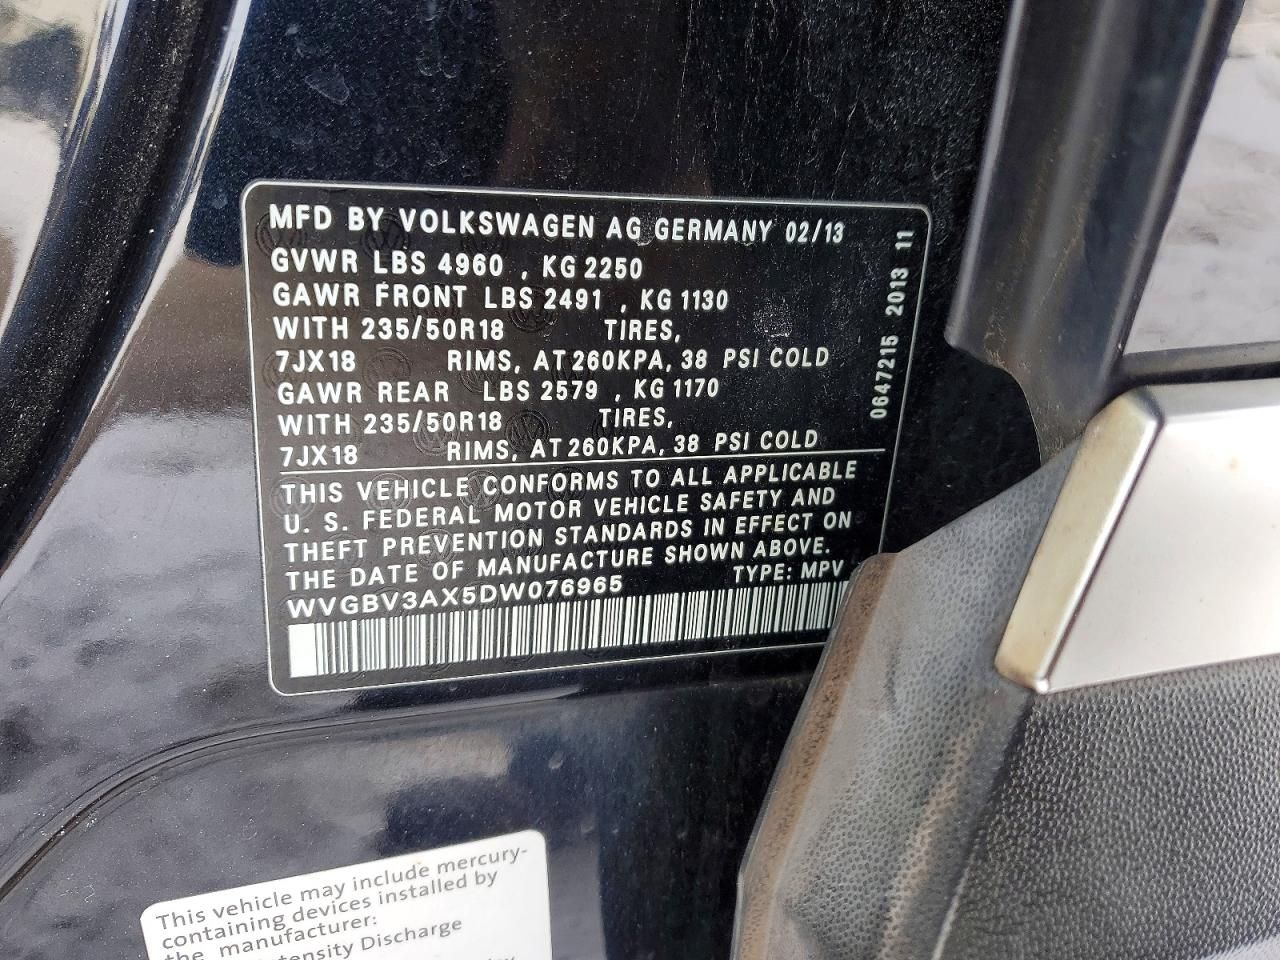 MFD BY VOLKSWAGEN AG GERMANY 02/13
GVWR LBS 4960 , KG 2250
GAWR FRONT LBS 2491 , KG 1130
WITH 235/50R18 TIRES,
7JX18 RIMS, AT 260KPA, 38 PSI COLD
GAWR REAR LBS 2579 , KG 1170
WITH 235/50R18 TIRES,
7JX18 RIMS, AT 260KPA, 38 PSI COLD
THIS VEHICLE CONFORMS TO ALL APPLICABLE
U. S. FEDERAL MOTOR VEHICLE SAFETY AND
THEFT PREVENTION STANDARDS IN EFFECT ON
THE DATE OF MANUFACTURE SHOWN ABOVE.
WVGBV3AX5DW076965 TYPE: MPV
0647215 2013 11
This vehicle may include mercury-
containing devices installed by
the manufacturer:
Discharge